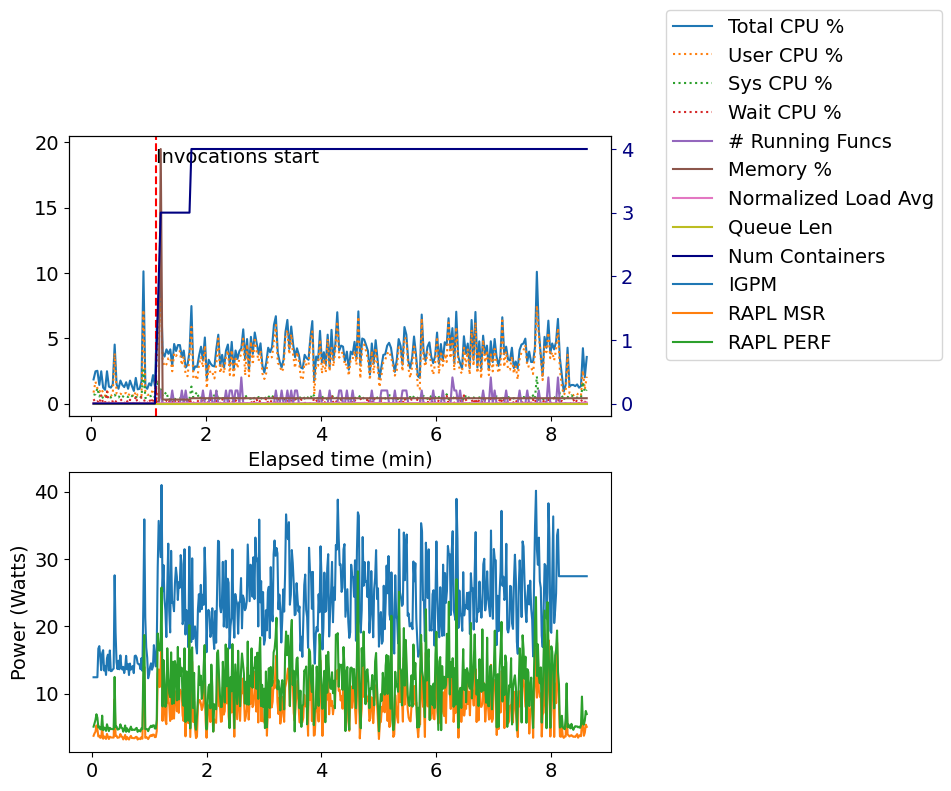 Total CPU %
User CPU %
Sys CPU %
Wait CPU %
# Running Funcs
Memory %
Normalized Load Avg
Queue Len
Num Containers
IGPM
RAPL MSR
RAPL PERF
Invocations start
20
15
10
5
0
4
3
2
1
0
0 2 4 6 8
Elapsed time (min)
Power (Watts)
40
30
20
10
0 2 4 6 8